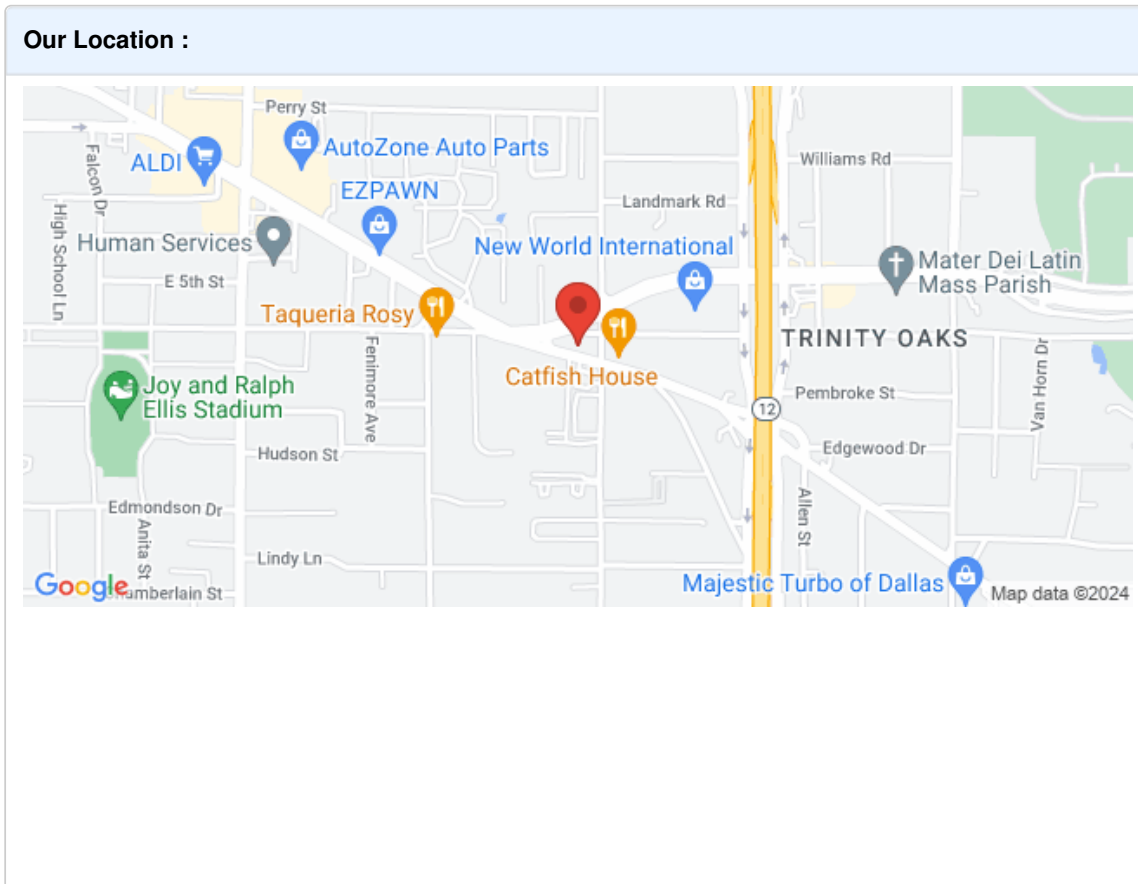 Our Location :
Perry St
AutoZone Auto Parts
ALDI
Falcon Dr
Williams Rd
EZPAWN
Landmark Rd
High School Ln
Human Services
New World International
Mater Dei Latin
Mass Parish
E 5th St
Taqueria Rosy
TRINITY OAKS
Fenimore Ave
Catfish House
Joy and Ralph
Ellis Stadium
Van Horn Dr
Pembroke St
12
Hudson St
Edgewood Dr
Edmondson Dr
Anita St
Allen St
Lindy Ln
Majestic Turbo of Dallas
Google
amberlain St
Map data ©2024